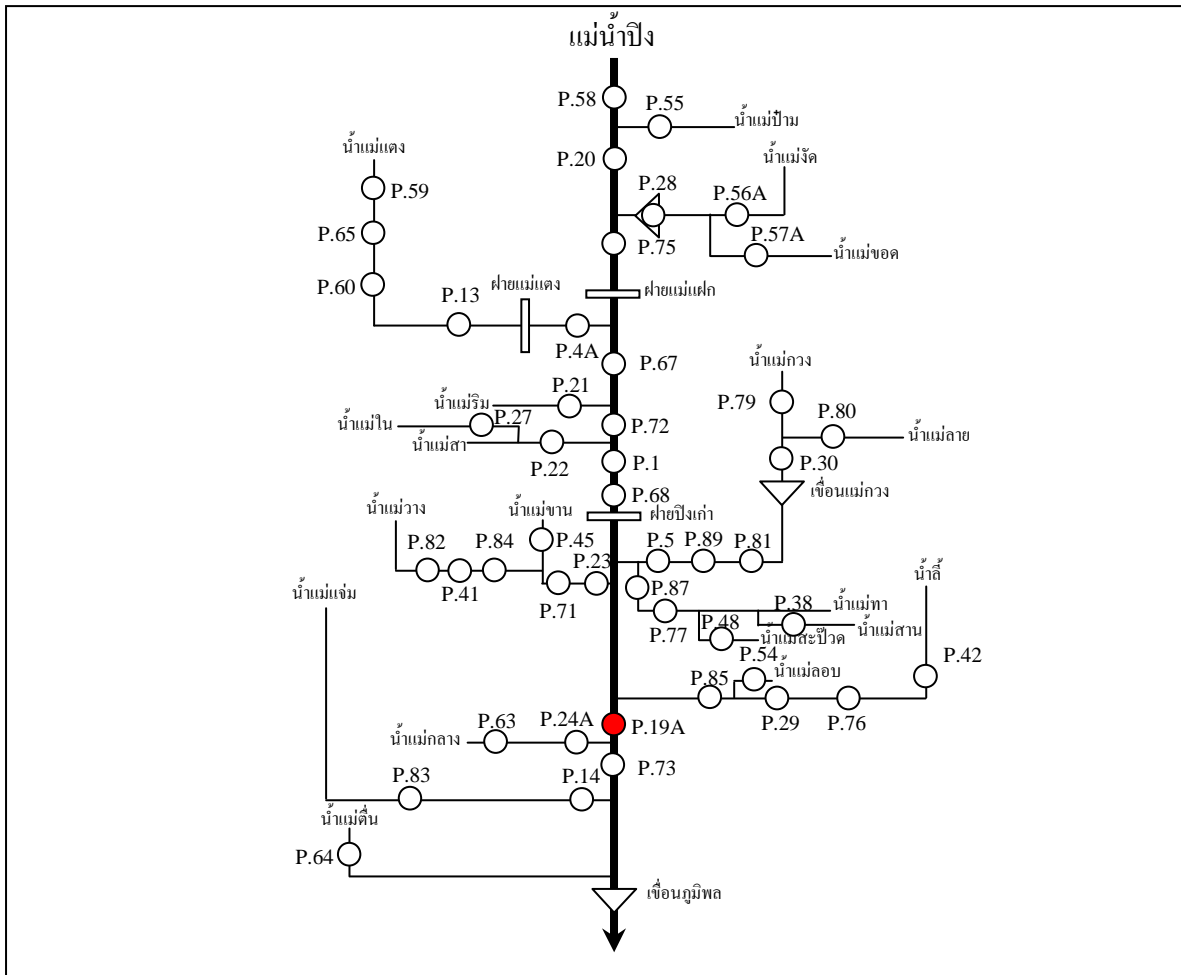 แม่น้ำปิง
P.58
P.55
น้ำแม่ป๋าม
น้ำแม่แตง
P.20
น้ำแม่งัด
P.59
P.28
P.56A
P.65
P.75
P.57A
น้ำแม่ขอด
P.60
P.13
ฝายแม่แตง
ฝายแม่แฝก
P.4A
P.67
น้ำแม่กวง
P.21
P.79
น้ำแม่ริม
P.27
P.80
น้ำแม่ใน
P.72
น้ำแม่ลาย
น้ำแม่สา
P.22
P.1
P.30
P.68
เขื่อนแม่กวง
น้ำแม่วาง
น้ำแม่ขาน
ฝายปิงเก่า
P.82
P.84
P.45
P.23
P.5
P.89
P.81
P.41
P.71
น้ำลี้
น้ำแม่แจ่ม
P.87
P.38
น้ำแม่ทา
P.77
P.48
น้ำแม่สาน
น้ำแม่สะป๊วด
P.54
P.42
P.85
น้ำแม่ลอบ
P.29
P.76
P.63
P.24A
P.19A
น้ำแม่กลาง
P.73
P.83
P.14
น้ำแม่ตื่น
P.64
เขื่อนภูมิพล